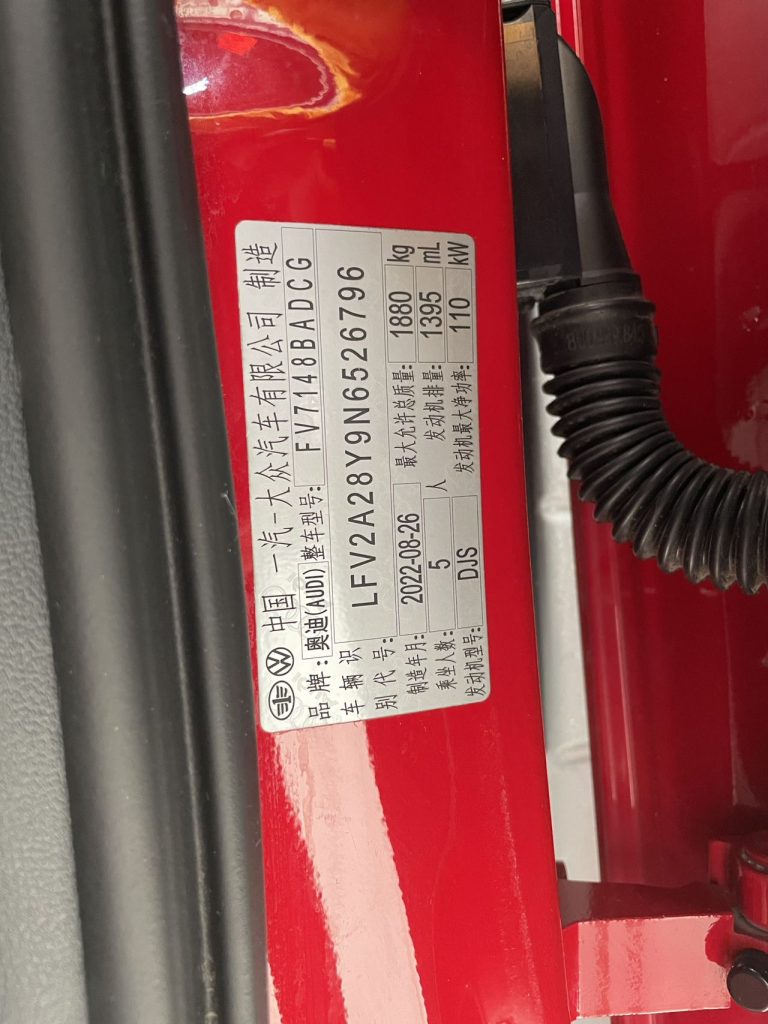 中国 一汽-大众汽车有限公司 制造
品牌: 奥迪(AUDI) 整车型号: FV7148BADCG
车辆识别代号: LFV2A28Y9N6526796
制造年月: 2022-08-26 最大允许总质量: 1880 kg
乘坐人数: 5 人 发动机排量: 1395 mL
发动机型号: DJS 发动机最大净功率: 110 kW